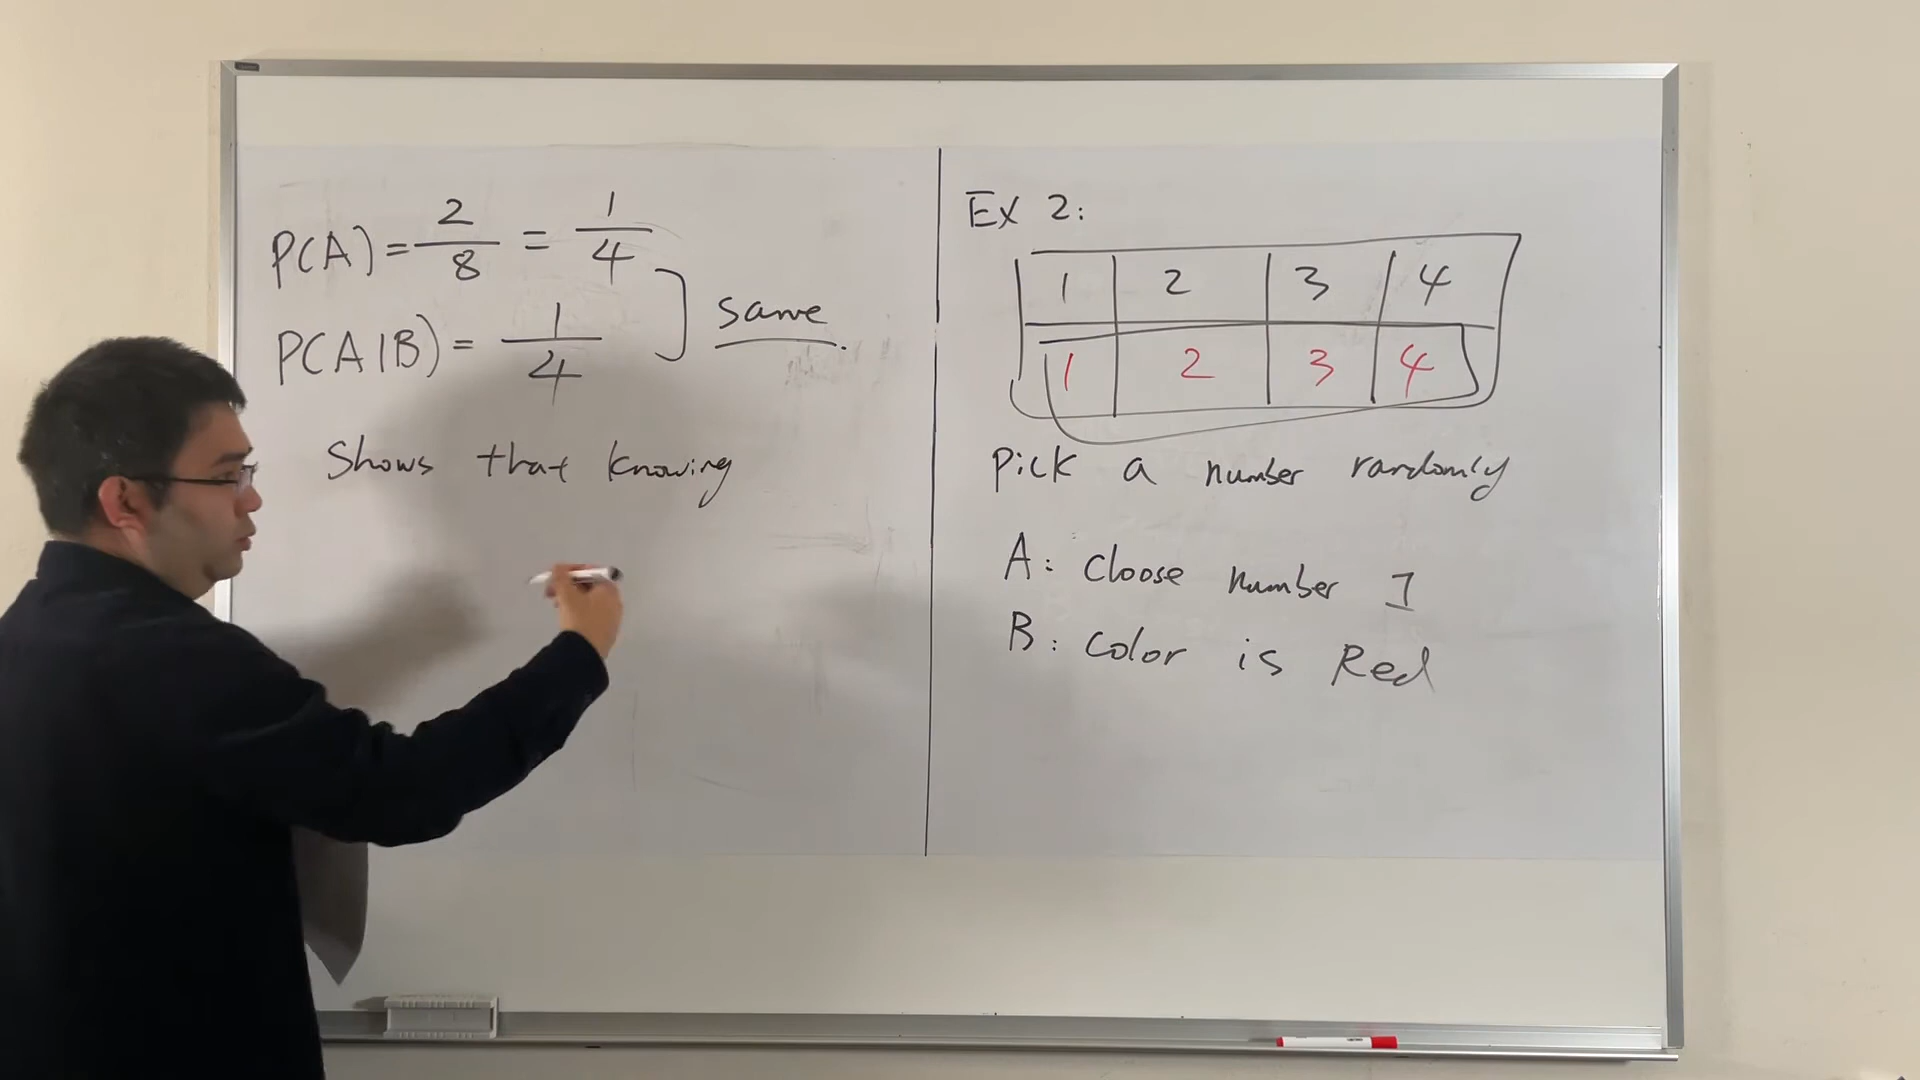 P(A) = 2/8 = 1/4
P(A|B) = 1/4
same.
Shows that knowing
Ex 2:
1 2 3 4
1 2 3 4
Pick a number randomly
A: Choose number 1
B: Color is Red